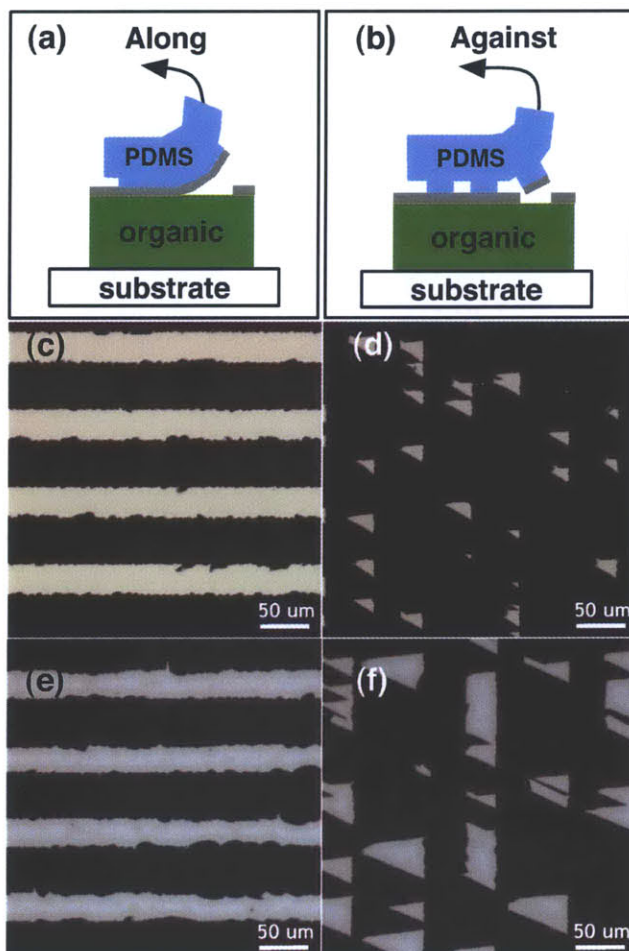 (a)
Along
PDMS
organic
substrate
(b)
Against
PDMS
organic
substrate
(c)
50 um
(d)
50 um
(e)
50 um
(f)
50 um